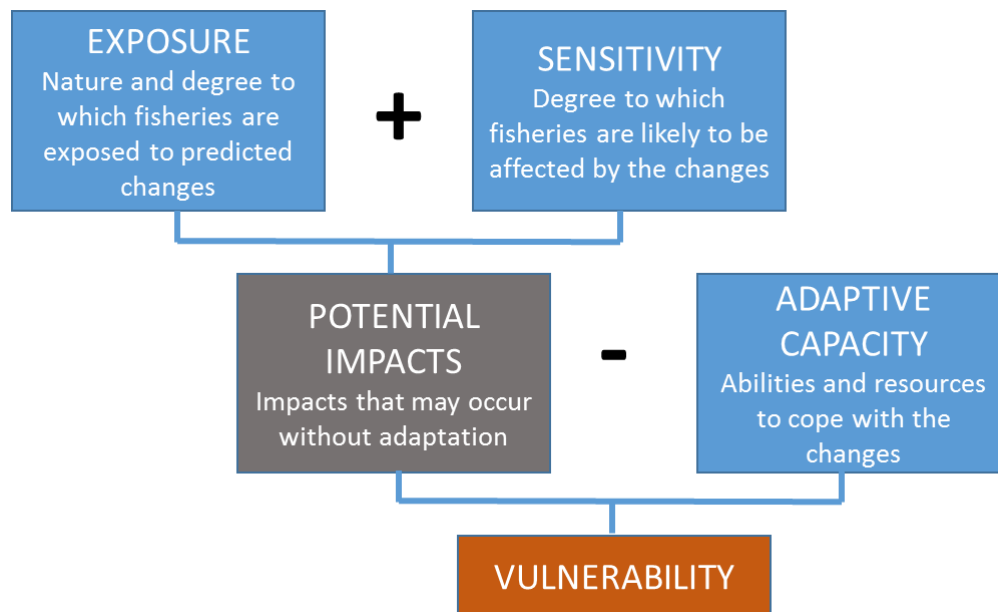 EXPOSURE
Nature and degree to
which fisheries are
exposed to predicted
changes
+
SENSITIVITY
Degree to which
fisheries are likely to be
affected by the changes
POTENTIAL
IMPACTS
Impacts that may occur
without adaptation
-
ADAPTIVE
CAPACITY
Abilities and resources
to cope with the
changes
VULNERABILITY